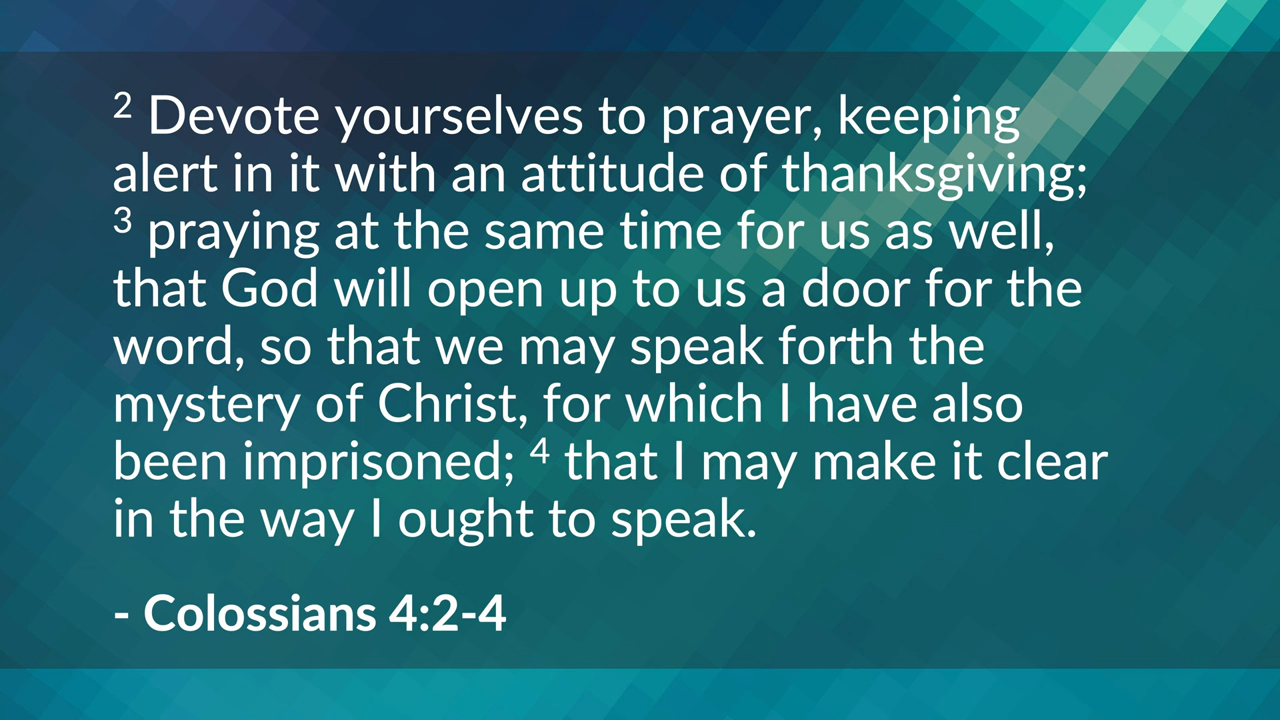 2 Devote yourselves to prayer, keeping
alert in it with an attitude of thanksgiving;
3 praying at the same time for us as well,
that God will open up to us a door for the
word, so that we may speak forth the
mystery of Christ, for which I have also
been imprisoned; 4 that I may make it clear
in the way I ought to speak.
- Colossians 4:2-4